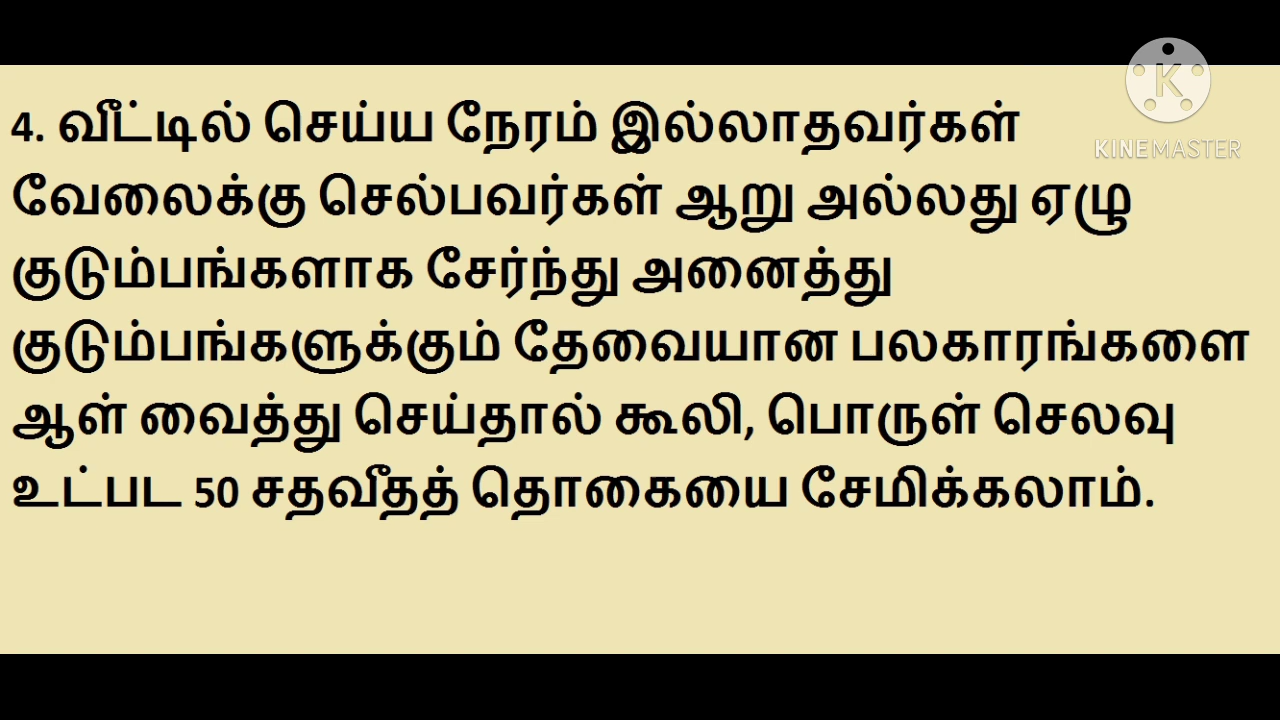 KINEMASTER
4. வீட்டில் செய்ய நேரம் இல்லாதவர்கள்
வேலைக்கு செல்பவர்கள் ஆறு அல்லது ஏழு
குடும்பங்களாக சேர்ந்து அனைத்து
குடும்பங்களுக்கும் தேவையான பலகாரங்களை
ஆள் வைத்து செய்தால் கூலி, பொருள் செலவு
உட்பட 50 சதவீதத் தொகையை சேமிக்கலாம்.